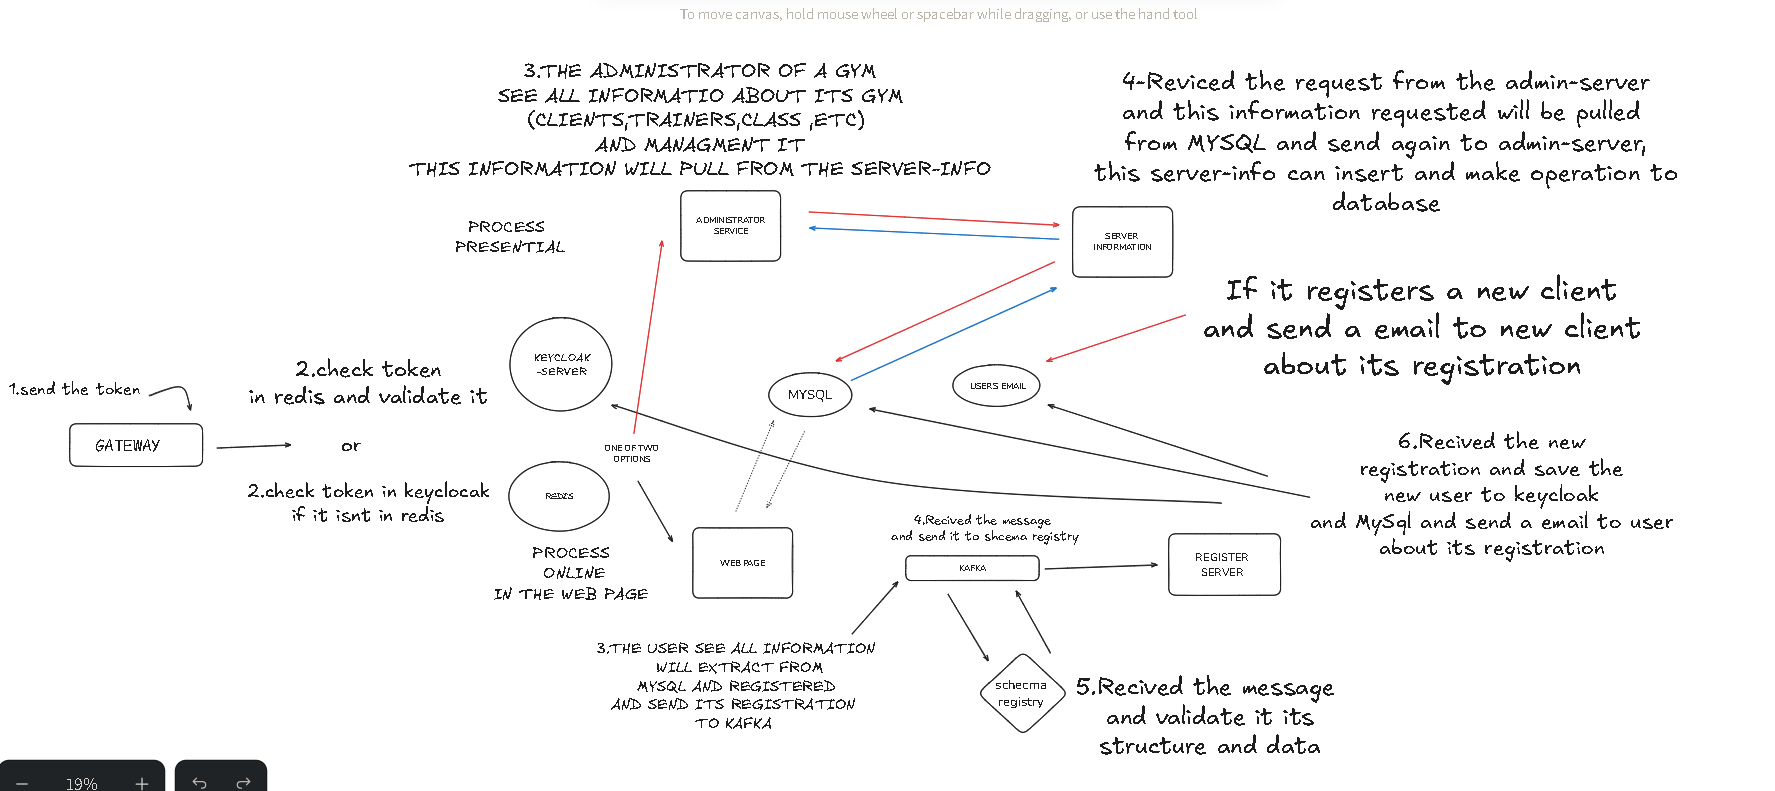 To move canvas, hold mouse wheel or spacebar while dragging, or use the hand tool
3.THE ADMINISTRATOR OF A GYM
SEE ALL INFORMATIO ABOUT ITS GYM
(CLIENTS,TRAINERS,CLASS ,ETC)
AND MANAGMENT IT
THIS INFORMATION WILL PULL FROM THE SERVER-INFO
4-Reviced the request from the admin-server
and this information requested will be pulled
from MYSQL and send again to admin-server,
this server-info can insert and make operation to
database
PROCESS
PRESENTIAL
ADMINISTRATOR
SERVICE
SERVER
INFORMATION
If it registers a new client
and send a email to new client
about its registration
1.send the token
GATEWAY
2.check token
in redis and validate it
or
2.check token in keyclocak
if it isnt in redis
KEYCLOAK
-SERVER
ONE OF TWO
OPTIONS
REDIS
PROCESS
ONLINE
IN THE WEB PAGE
MYSQL
USERS EMAIL
WEB PAGE
4.Recived the message
and send it to shcema registry
KAFKA
REGISTER
SERVER
6.Recived the new
registration and save the
new user to keycloak
and MySql and send a email to user
about its registration
3.THE USER SEE ALL INFORMATION
WILL EXTRACT FROM
MYSQL AND REGISTERED
AND SEND ITS REGISTRATION
TO KAFKA
schecma
registry
5.Recived the message
and validate it its
structure and data
19%